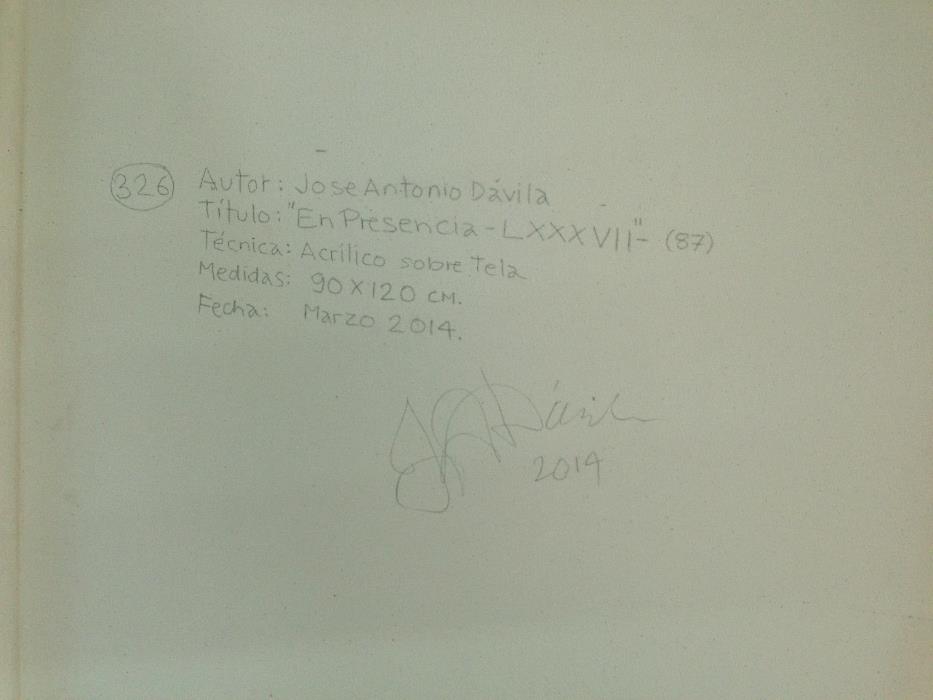 326 Autor: Jose Antonio Dávila
Título: "En Presencia - LXXXVII"- (87)
Técnica: Acrílico sobre Tela
Medidas: 90 X 120 CM.
Fecha: Marzo 2014.
JADávila
2014